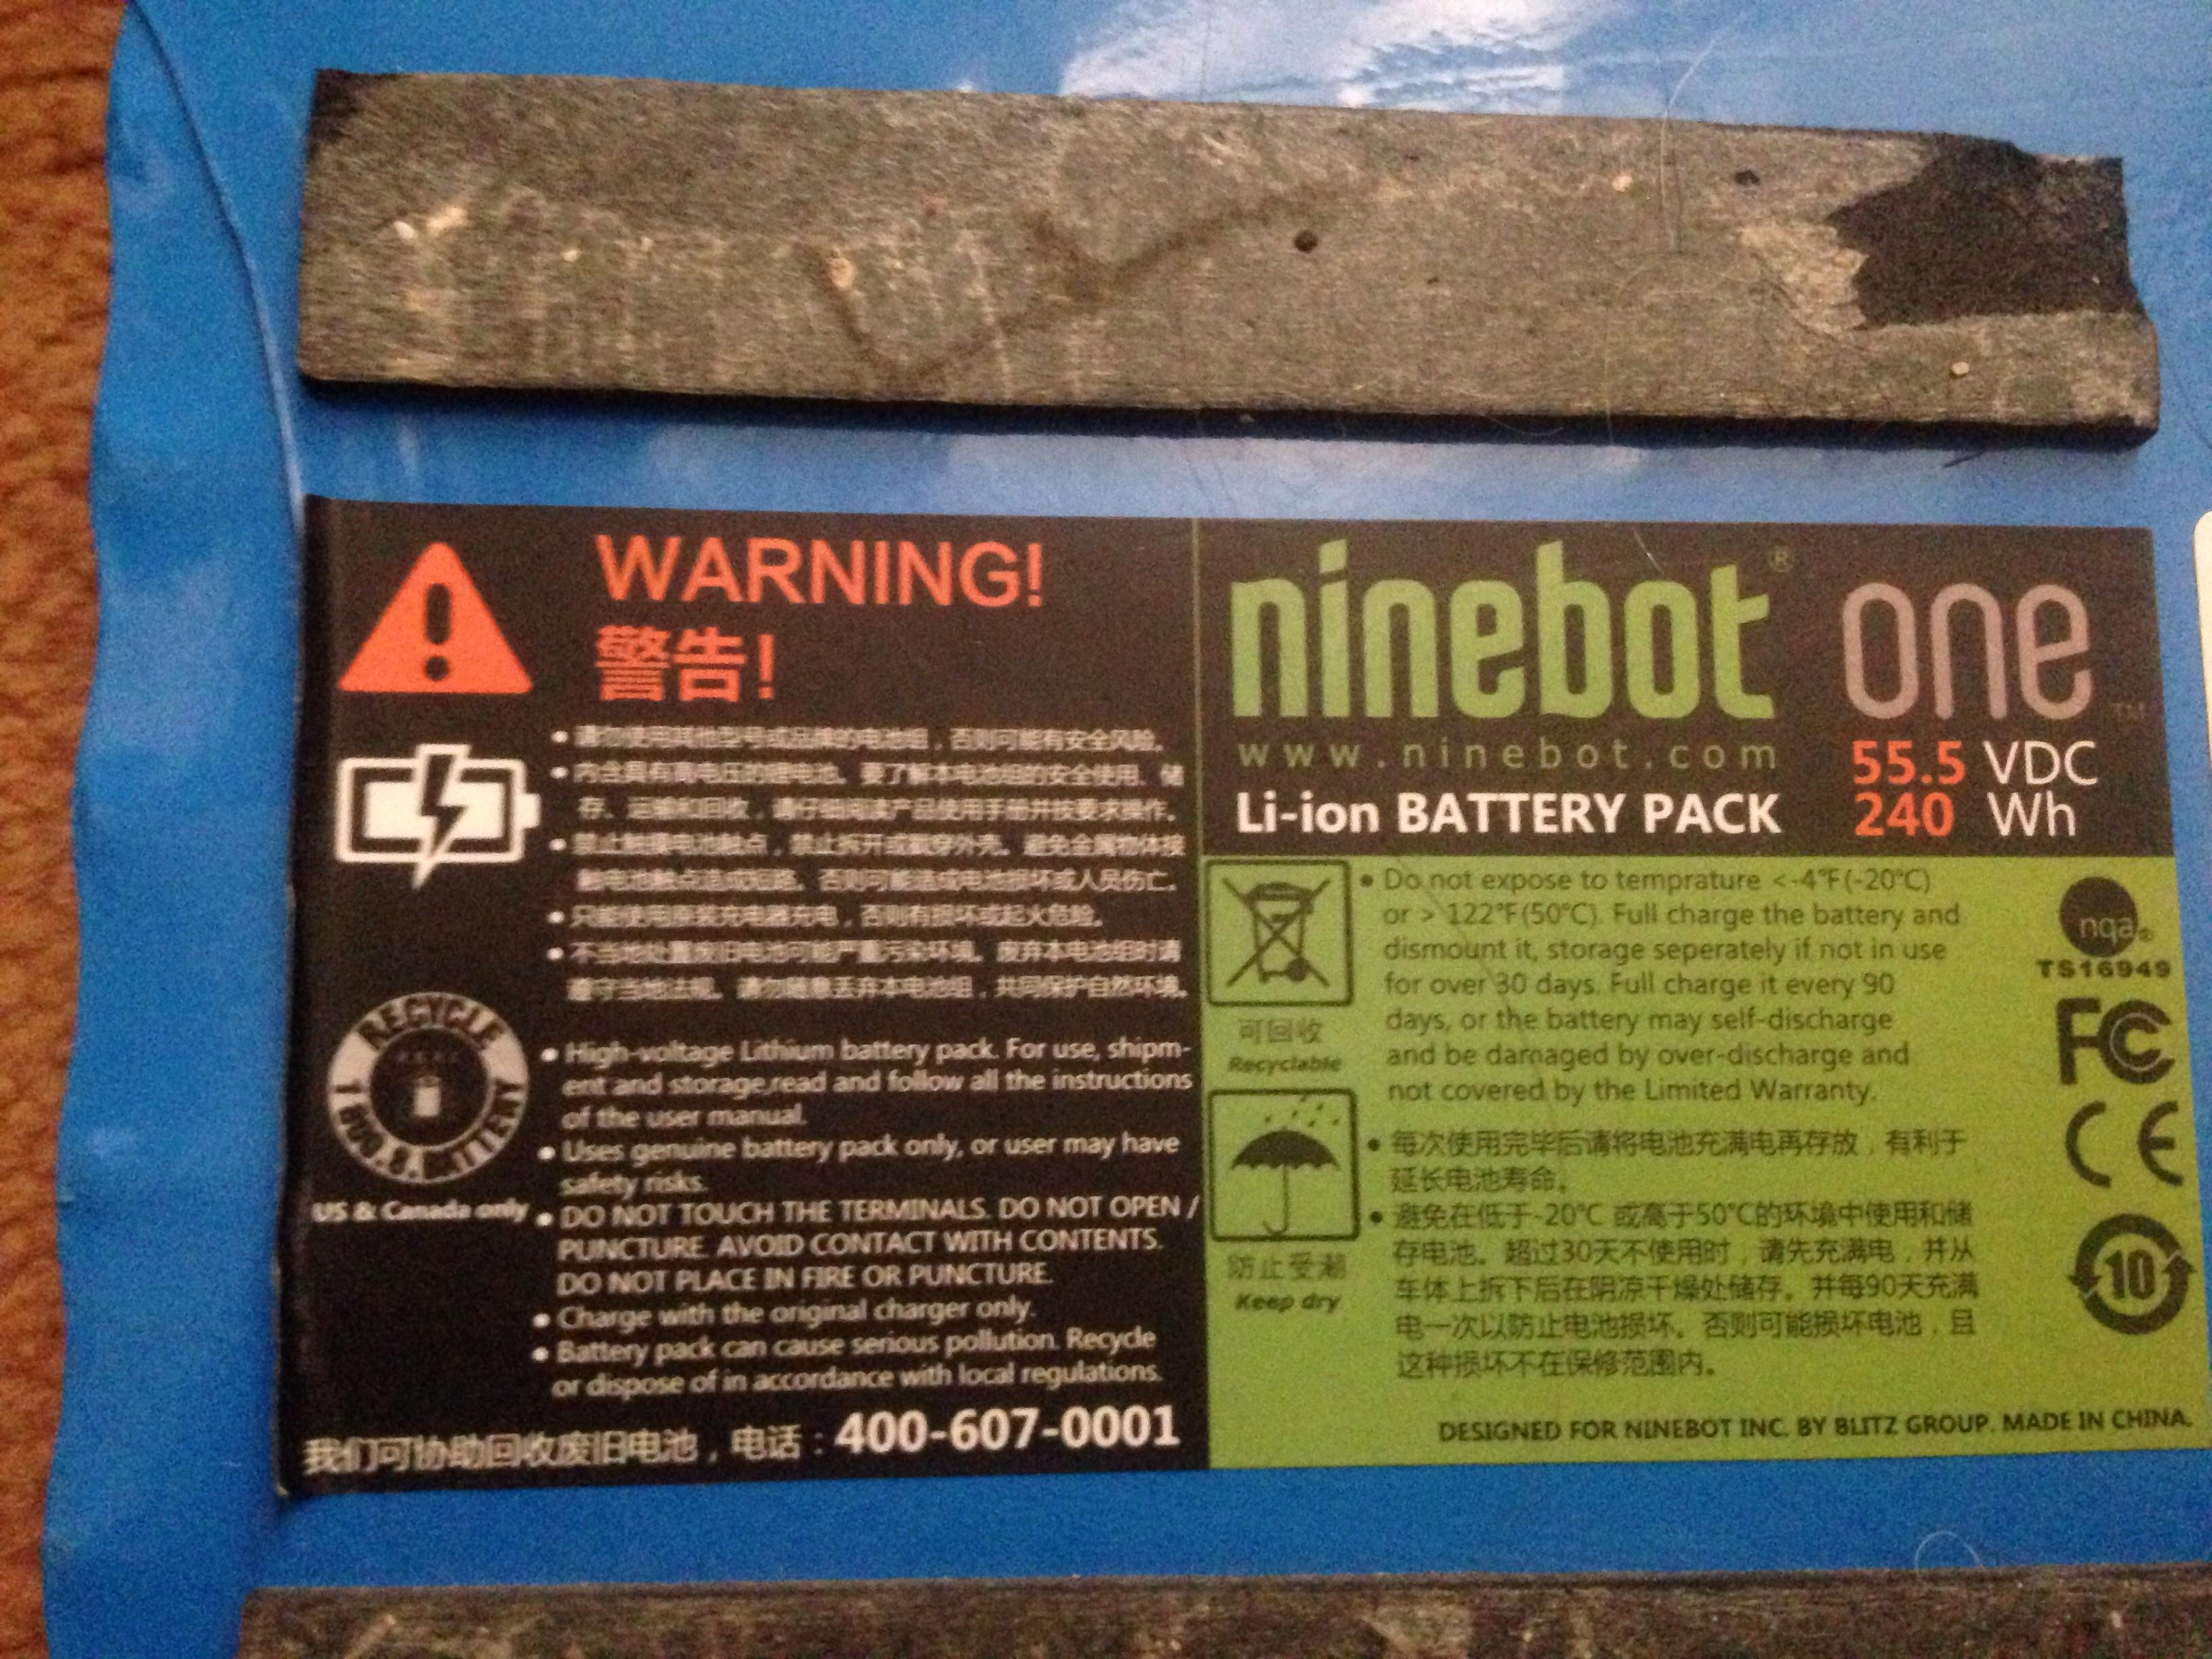 WARNING!
警告!
• 请勿使用其他型号或品牌的电池组，否则可能有安全风险。
• 内含具有高电压的锂电池。要了解本电池组的安全使用、储
存、运输和回收，请仔细阅读产品使用手册并按要求操作。
• 禁止触摸电池触点，禁止拆开或戳穿外壳。避免金属物体接
触电池触点造成短路。否则可能造成电池损坏或人员伤亡。
• 只能使用原装充电器充电，否则有损坏或起火危险。
• 不当地处置废旧电池可能严重污染环境。废弃本电池组时请
遵守当地法规。请勿随意丢弃本电池组，共同保护自然环境。
RECYCLE
1 800.8.BATTERY
US & Canada only
• High-voltage Lithium battery pack. For use, shipm-
ent and storage,read and follow all the instructions
of the user manual.
• Uses genuine battery pack only, or user may have
safety risks.
• DO NOT TOUCH THE TERMINALS. DO NOT OPEN /
PUNCTURE. AVOID CONTACT WITH CONTENTS.
DO NOT PLACE IN FIRE OR PUNCTURE.
• Charge with the original charger only.
• Battery pack can cause serious pollution. Recycle
or dispose of in accordance with local regulations.
我们可协助回收废旧电池，电话：400-607-0001
ninebot® one™
www.ninebot.com
55.5 VDC
Li-ion BATTERY PACK
240 Wh
可回收
Recyclable
防止受潮
Keep dry
• Do not expose to temprature <-4°F(-20°C)
or > 122°F(50°C). Full charge the battery and
dismount it, storage seperately if not in use
for over 30 days. Full charge it every 90
days, or the battery may self-discharge
and be damaged by over-discharge and
not covered by the Limited Warranty.
• 每次使用完毕后请将电池充满电再存放，有利于
延长电池寿命。
• 避免在低于-20°C 或高于50°C的环境中使用和储
存电池。超过30天不使用时，请先充满电，并从
车体上拆下后在阴凉干燥处储存。并每90天充满
电一次以防止电池损坏。否则可能损坏电池，且
这种损坏不在保修范围内。
nqa®
TS16949
FC
CE
10
DESIGNED FOR NINEBOT INC. BY BLITZ GROUP. MADE IN CHINA.